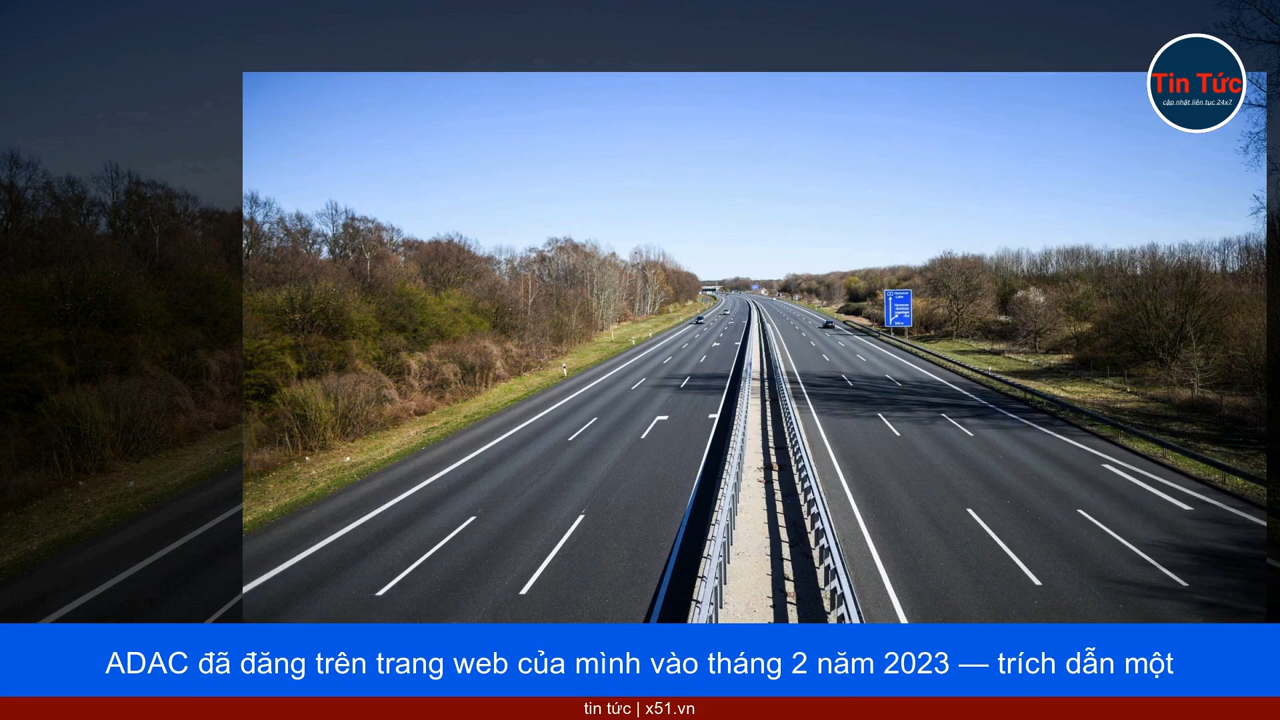 Tin Tức
cập.nhật.liên.tục.24x7
ADAC đã đăng trên trang web của mình vào tháng 2 năm 2023 — trích dẫn một
tin tức | x51.vn